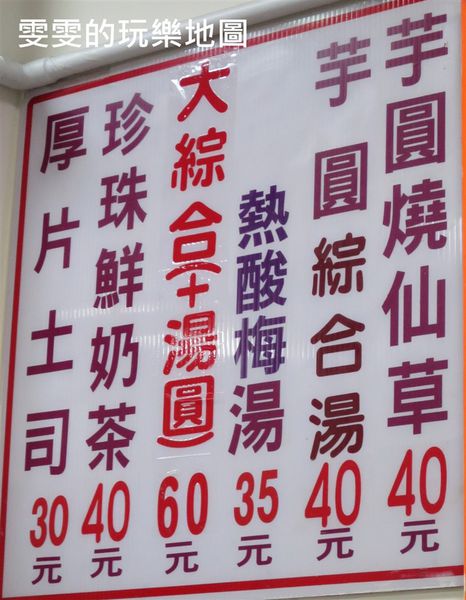 雯雯的玩樂地圖
芋圓燒仙草40元
芋圓綜合湯40元
熱酸梅湯35元
大綜合(+湯圓)60元
珍珠鮮奶茶40元
厚片土司30元